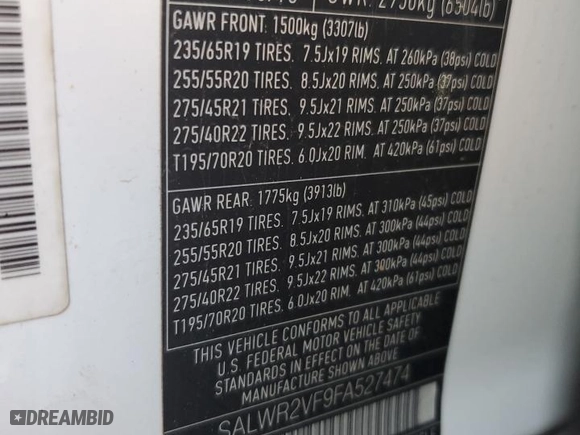 (6504lb)
GAWR FRONT: 1500kg (3307lb)
235/65R19 TIRES. 7.5Jx19 RIMS. AT 260kPa (38psi) COLD
255/55R20 TIRES. 8.5Jx20 RIMS. AT 250kPa (37psi) COLD
275/45R21 TIRES. 9.5Jx21 RIMS. AT 250kPa (37psi) COLD
275/40R22 TIRES. 9.5Jx22 RIMS. AT 250kPa (37psi) COLD
T195/70R20 TIRES. 6.0Jx20 RIM. AT 420kPa (61psi) COLD
GAWR REAR: 1775kg (3913lb)
235/65R19 TIRES. 7.5Jx19 RIMS. AT 310kPa (45psi) COLD
255/55R20 TIRES. 8.5Jx20 RIMS. AT 300kPa (44psi) COLD
275/45R21 TIRES. 9.5Jx21 RIMS. AT 300kPa (44psi) COLD
275/40R22 TIRES. 9.5Jx22 RIMS. AT 300kPa (44psi) COLD
T195/70R20 TIRES. 6.0Jx20 RIM. AT 420kPa (61psi) COLD
THIS VEHICLE CONFORMS TO ALL APPLICABLE
U.S. FEDERAL MOTOR VEHICLE SAFETY
STANDARDS IN EFFECT ON THE DATE OF
SALWR2VF9FA527474
DREAMBID